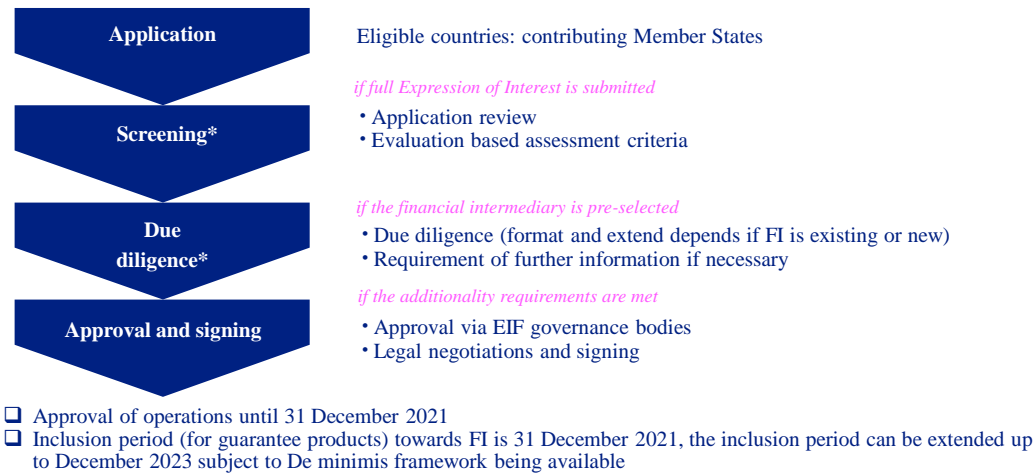 Application
Eligible countries: contributing Member States
if full Expression of Interest is submitted
• Application review
Screening*
• Evaluation based assessment criteria
if the financial intermediary is pre-selected
Due
diligence*
• Due diligence (format and extend depends if FI is existing or new)
• Requirement of further information if necessary
if the additionality requirements are met
Approval and signing
• Approval via EIF governance bodies
• Legal negotiations and signing
❑ Approval of operations until 31 December 2021
❑ Inclusion period (for guarantee products) towards FI is 31 December 2021, the inclusion period can be extended up
to December 2023 subject to De minimis framework being available